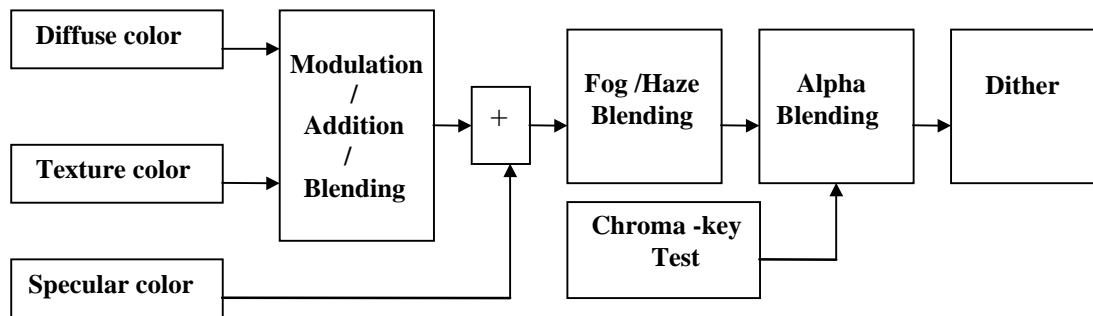 Diffuse color
Texture color
Specular color
Modulation
/
Addition
/
Blending
+
Fog /Haze
Blending
Chroma -key
Test
Alpha
Blending
Dither